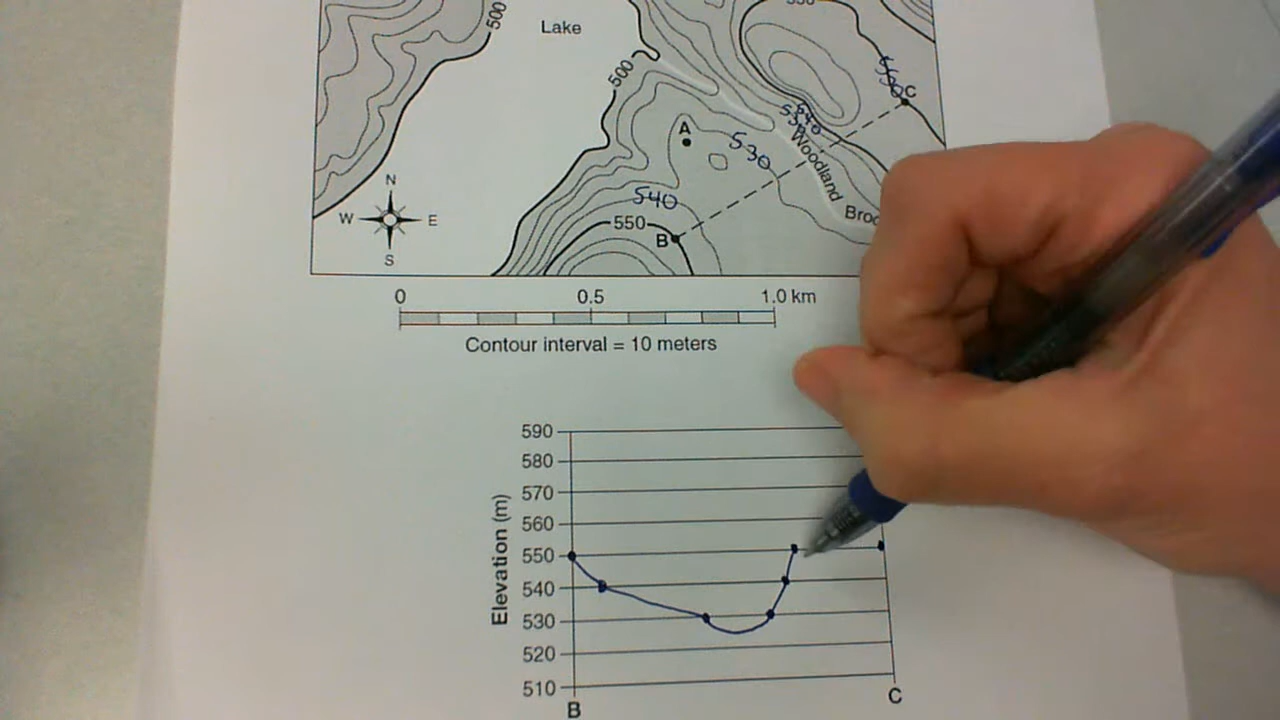 500
Lake
550
500
C
540
530
A
530
Woodland
Broo
540
550
B
N
W E
S
0 0.5 1.0 km
Contour interval = 10 meters
590
580
570
560
550
540
530
520
510
Elevation (m)
B C